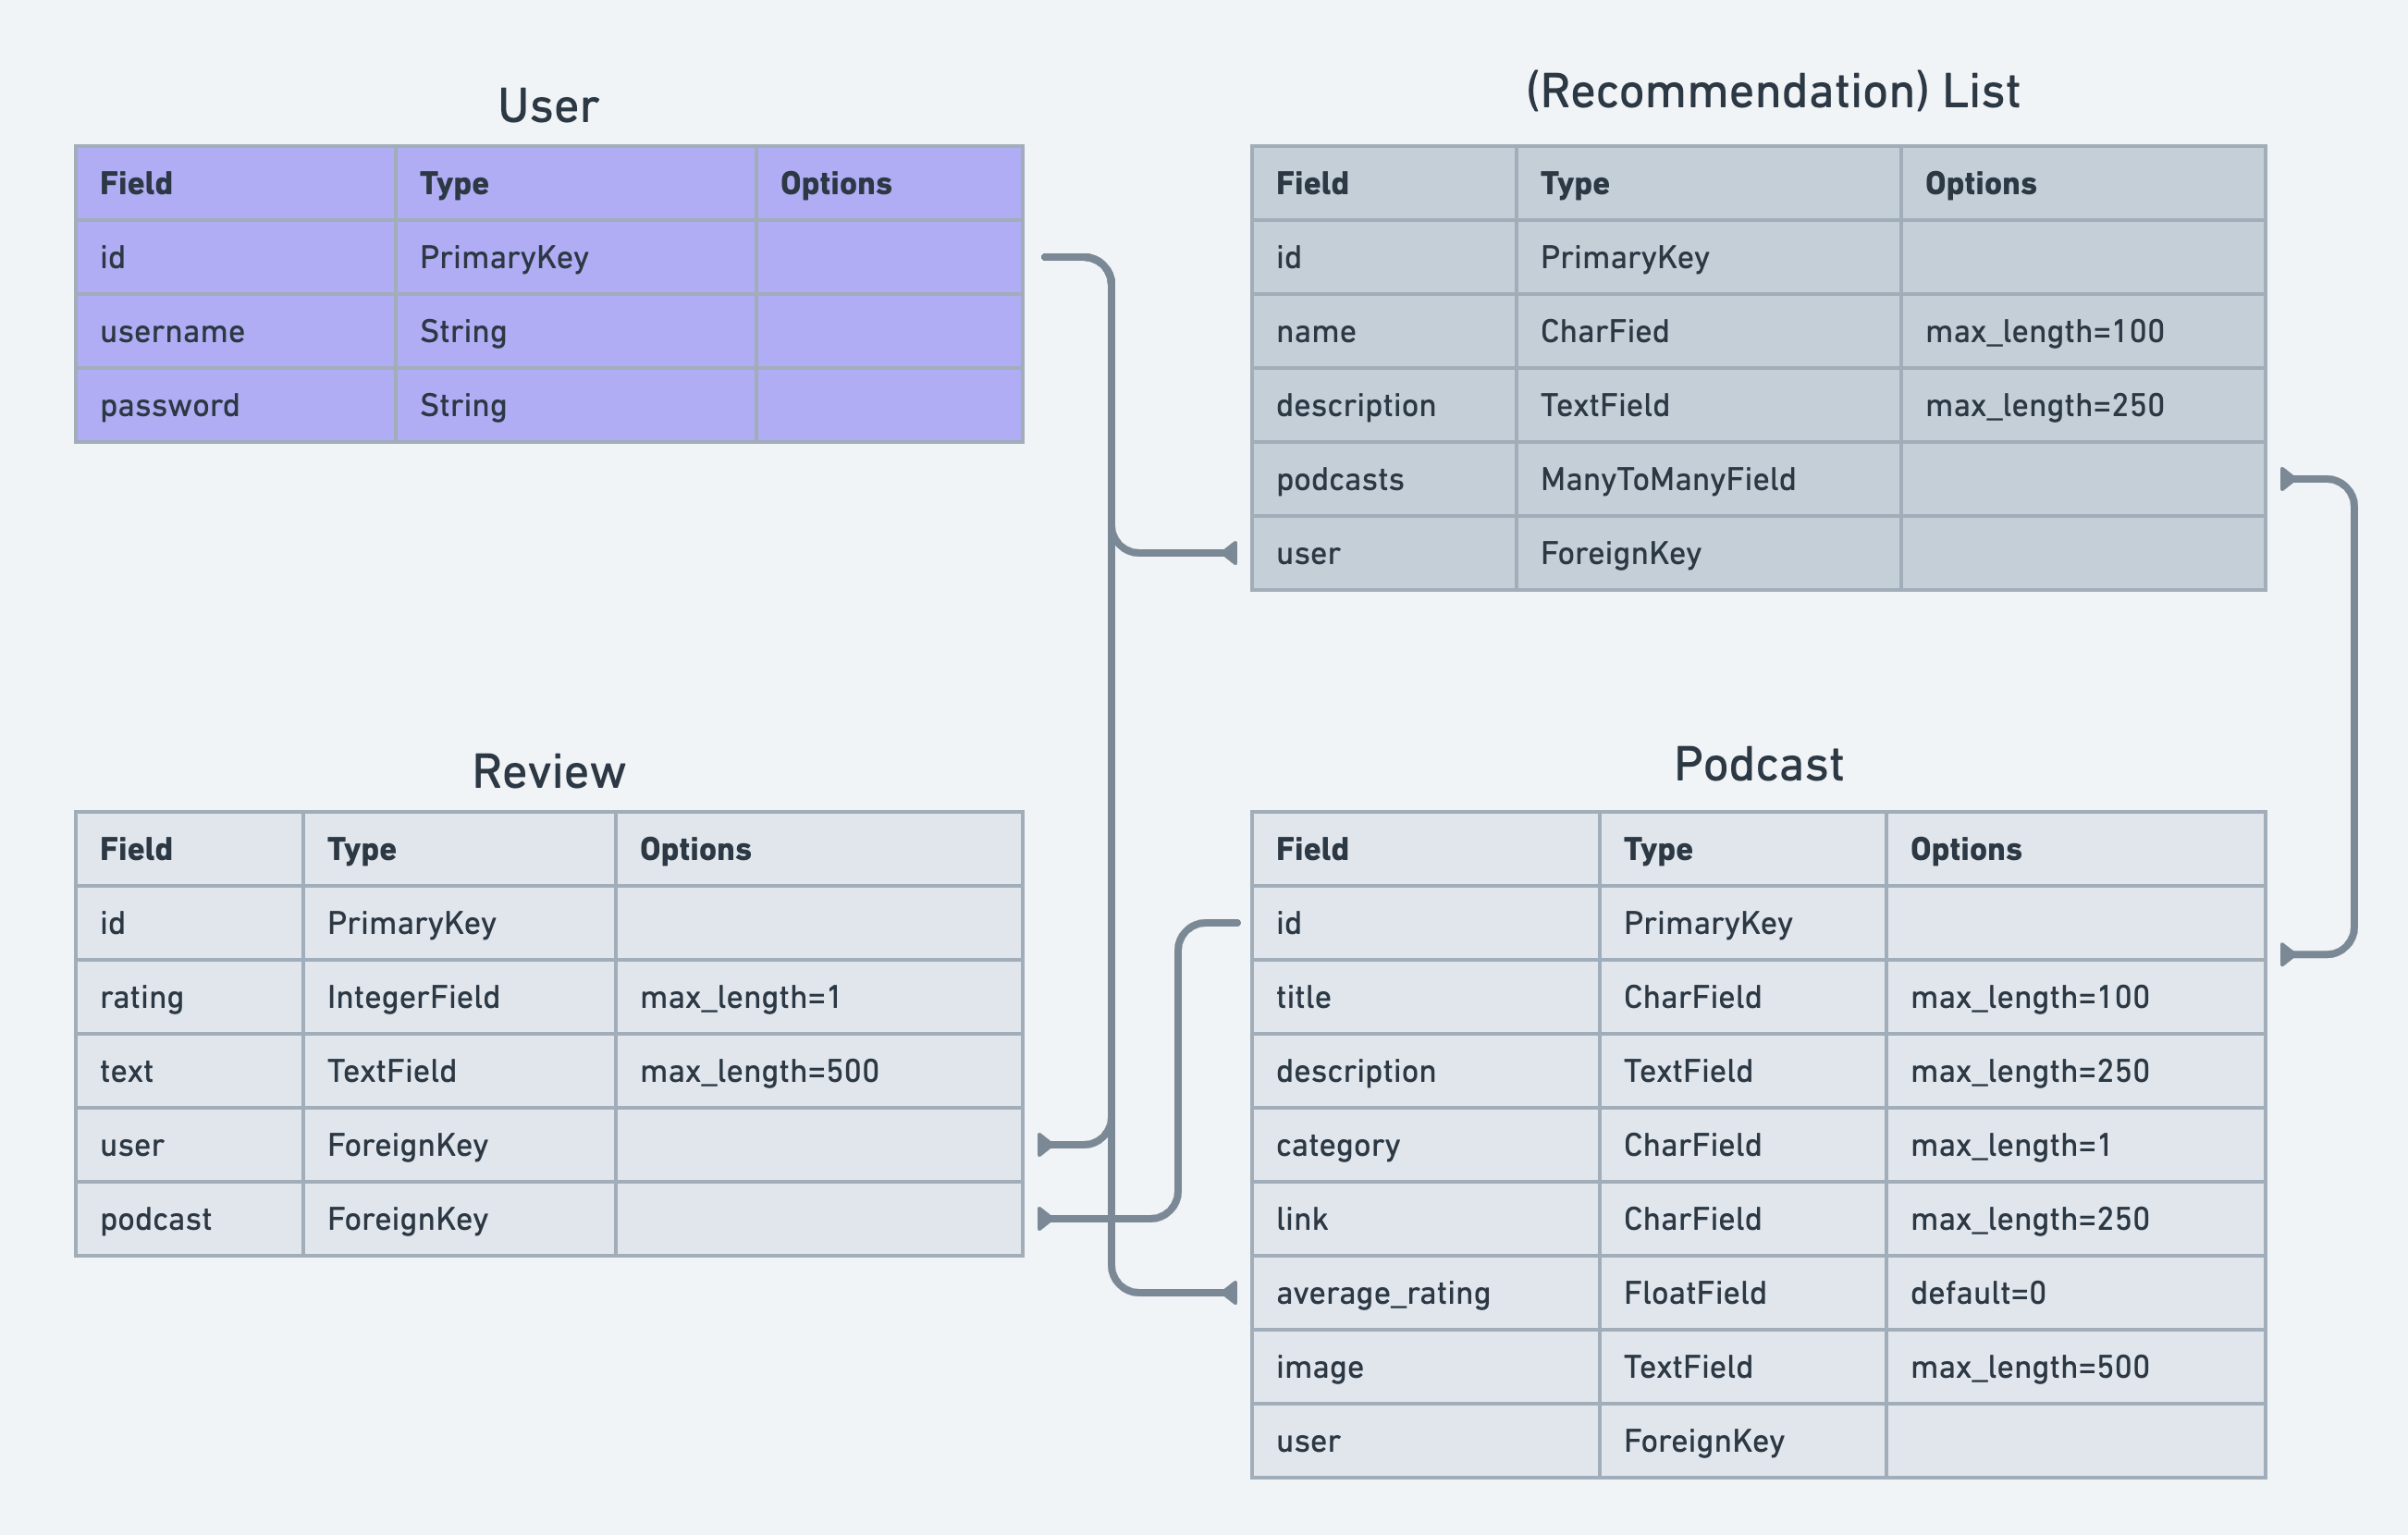 User
Field Type Options
id PrimaryKey
username String
password String
(Recommendation) List
Field Type Options
id PrimaryKey
name CharFied max_length=100
description TextField max_length=250
podcasts ManyToManyField
user ForeignKey
Review
Field Type Options
id PrimaryKey
rating IntegerField max_length=1
text TextField max_length=500
user ForeignKey
podcast ForeignKey
Podcast
Field Type Options
id PrimaryKey
title CharField max_length=100
description TextField max_length=250
category CharField max_length=1
link CharField max_length=250
average_rating FloatField default=0
image TextField max_length=500
user ForeignKey